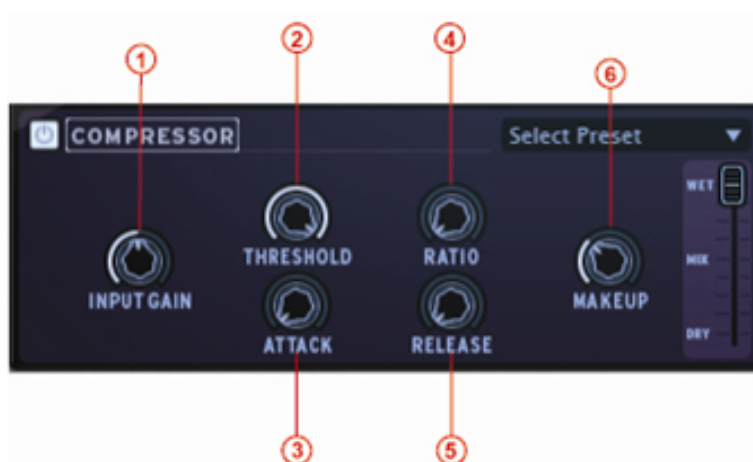 2 4
1 6
COMPRESSOR Select Preset
WET
THRESHOLD RATIO
INPUT GAIN MAKEUP MIX
ATTACK RELEASE DRY
3 5